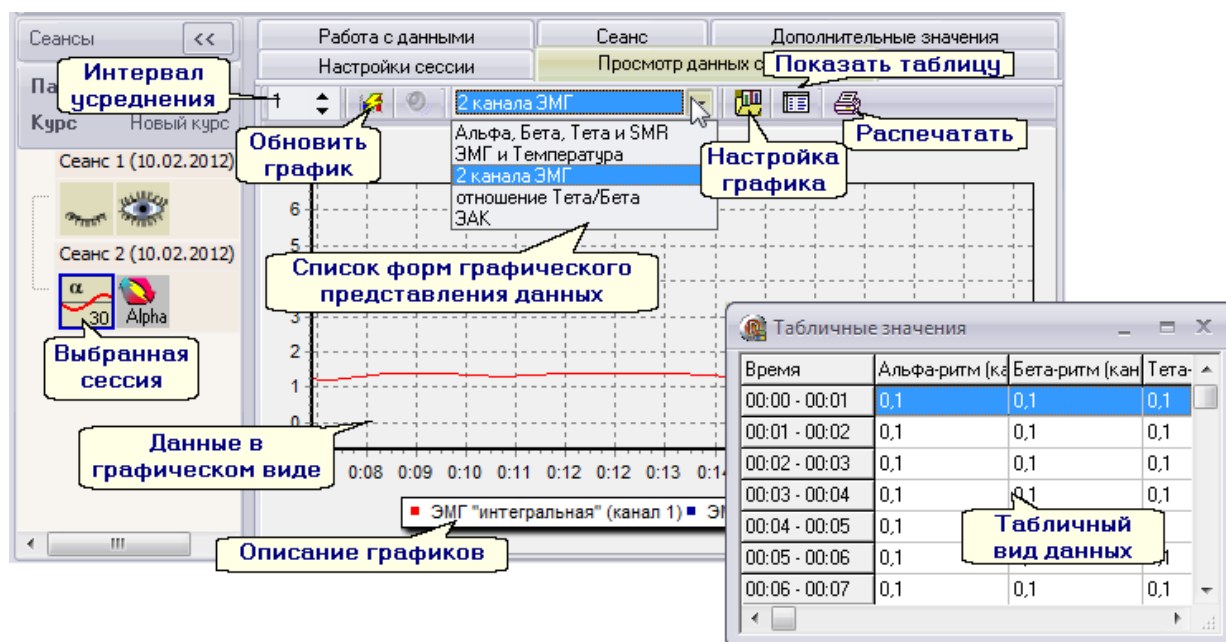 Сеансы
<<
Работа с данными
Сеанс
Дополнительные значения
Настройки сессии
Просмотр данных с
Показать таблицу
Па
Интервал
усреднения
1
2 канала ЭМГ
Курс
Новый курс
Обновить
график
Альфа, Бета, Тета и SMR
ЭМГ и Температура
2 канала ЭМГ
отношение Тета/Бета
ЭАК
Настройка
графика
Распечатать
Сеанс 1 (10.02.2012)
6
5
Сеанс 2 (10.02.2012)
Список форм графического
представления данных
α
30
Alpha
3
2
1
0
Выбранная
сессия
Данные в
графическом виде
0:08 0:09 0:10 0:11 0:12 0:12 0:13 0:14
ЭМГ "интегральная" (канал 1)
Описание графиков
Табличные значения
Время Альфа-ритм (ка Бета-ритм (кан Тета-
00:00 - 00:01 0,1 0,1 0,1
00:01 - 00:02 0,1 0,1 0,1
00:02 - 00:03 0,1 0,1 0,1
00:03 - 00:04 0,1 0,1 0,1
00:04 - 00:05 0,1
00:05 - 00:06 0,1
00:06 - 00:07 0,1 0,1 0,1
Табличный
вид данных